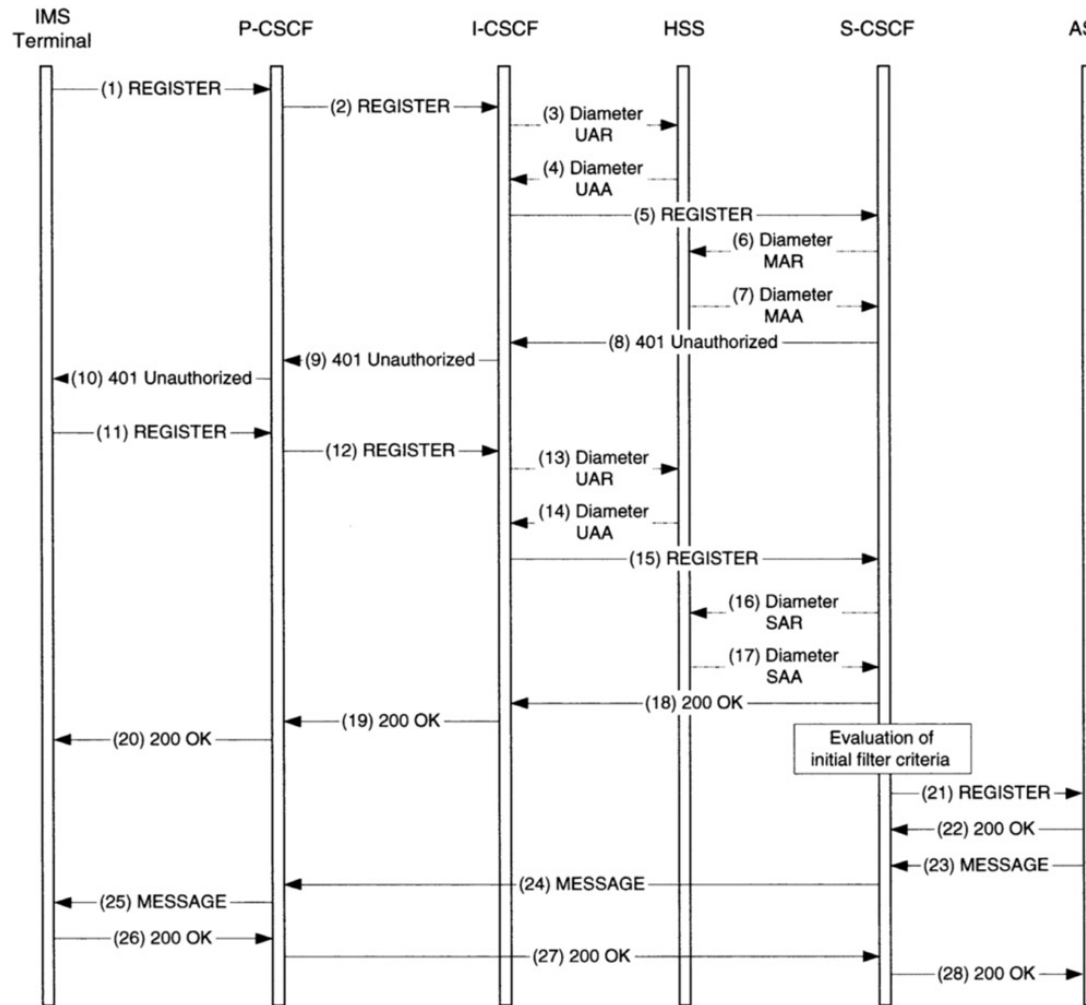 IMS
Terminal
P-CSCF
I-CSCF
HSS
S-CSCF
AS
(1) REGISTER
(2) REGISTER
(3) Diameter
UAR
(4) Diameter
UAA
(5) REGISTER
(6) Diameter
MAR
(7) Diameter
MAA
(8) 401 Unauthorized
(9) 401 Unauthorized
(10) 401 Unauthorized
(11) REGISTER
(12) REGISTER
(13) Diameter
UAR
(14) Diameter
UAA
(15) REGISTER
(16) Diameter
SAR
(17) Diameter
SAA
(18) 200 OK
(19) 200 OK
(20) 200 OK
Evaluation of
initial filter criteria
(21) REGISTER
(22) 200 OK
(23) MESSAGE
(24) MESSAGE
(25) MESSAGE
(26) 200 OK
(27) 200 OK
(28) 200 OK